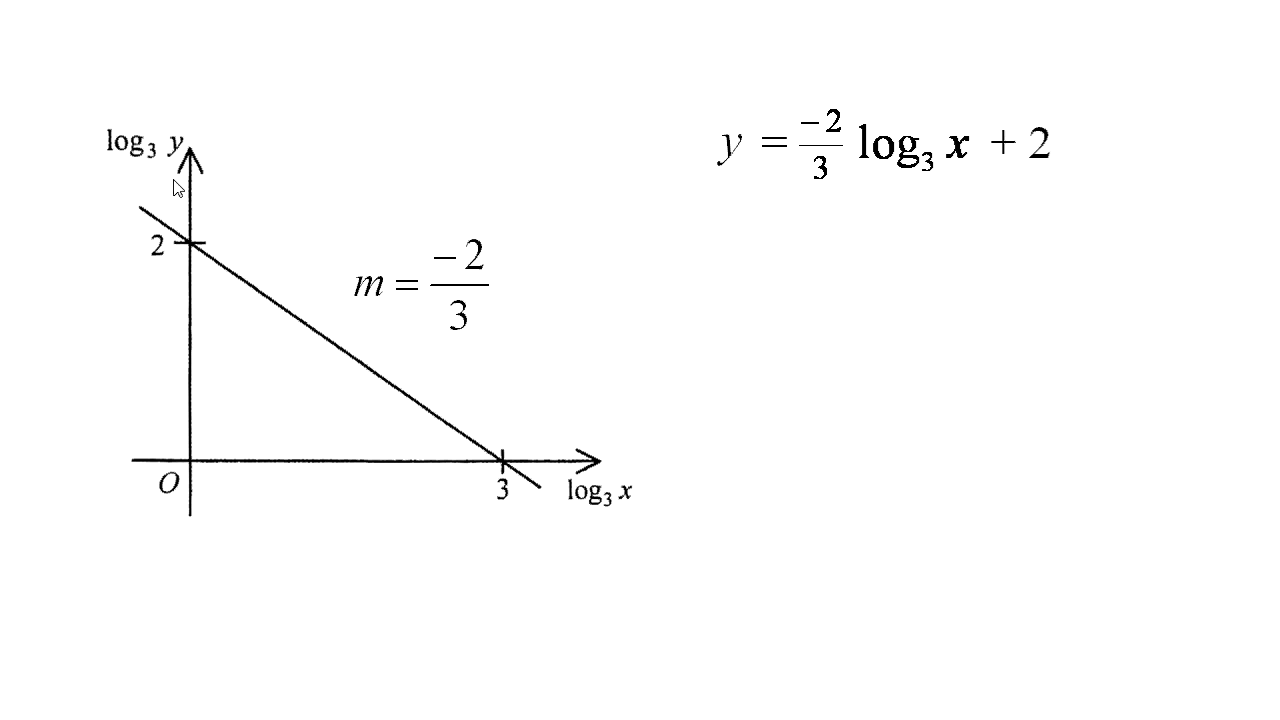 log₃ y
y = -2/3 log₃ x + 2
2
m = -2/3
O
3
log₃ x